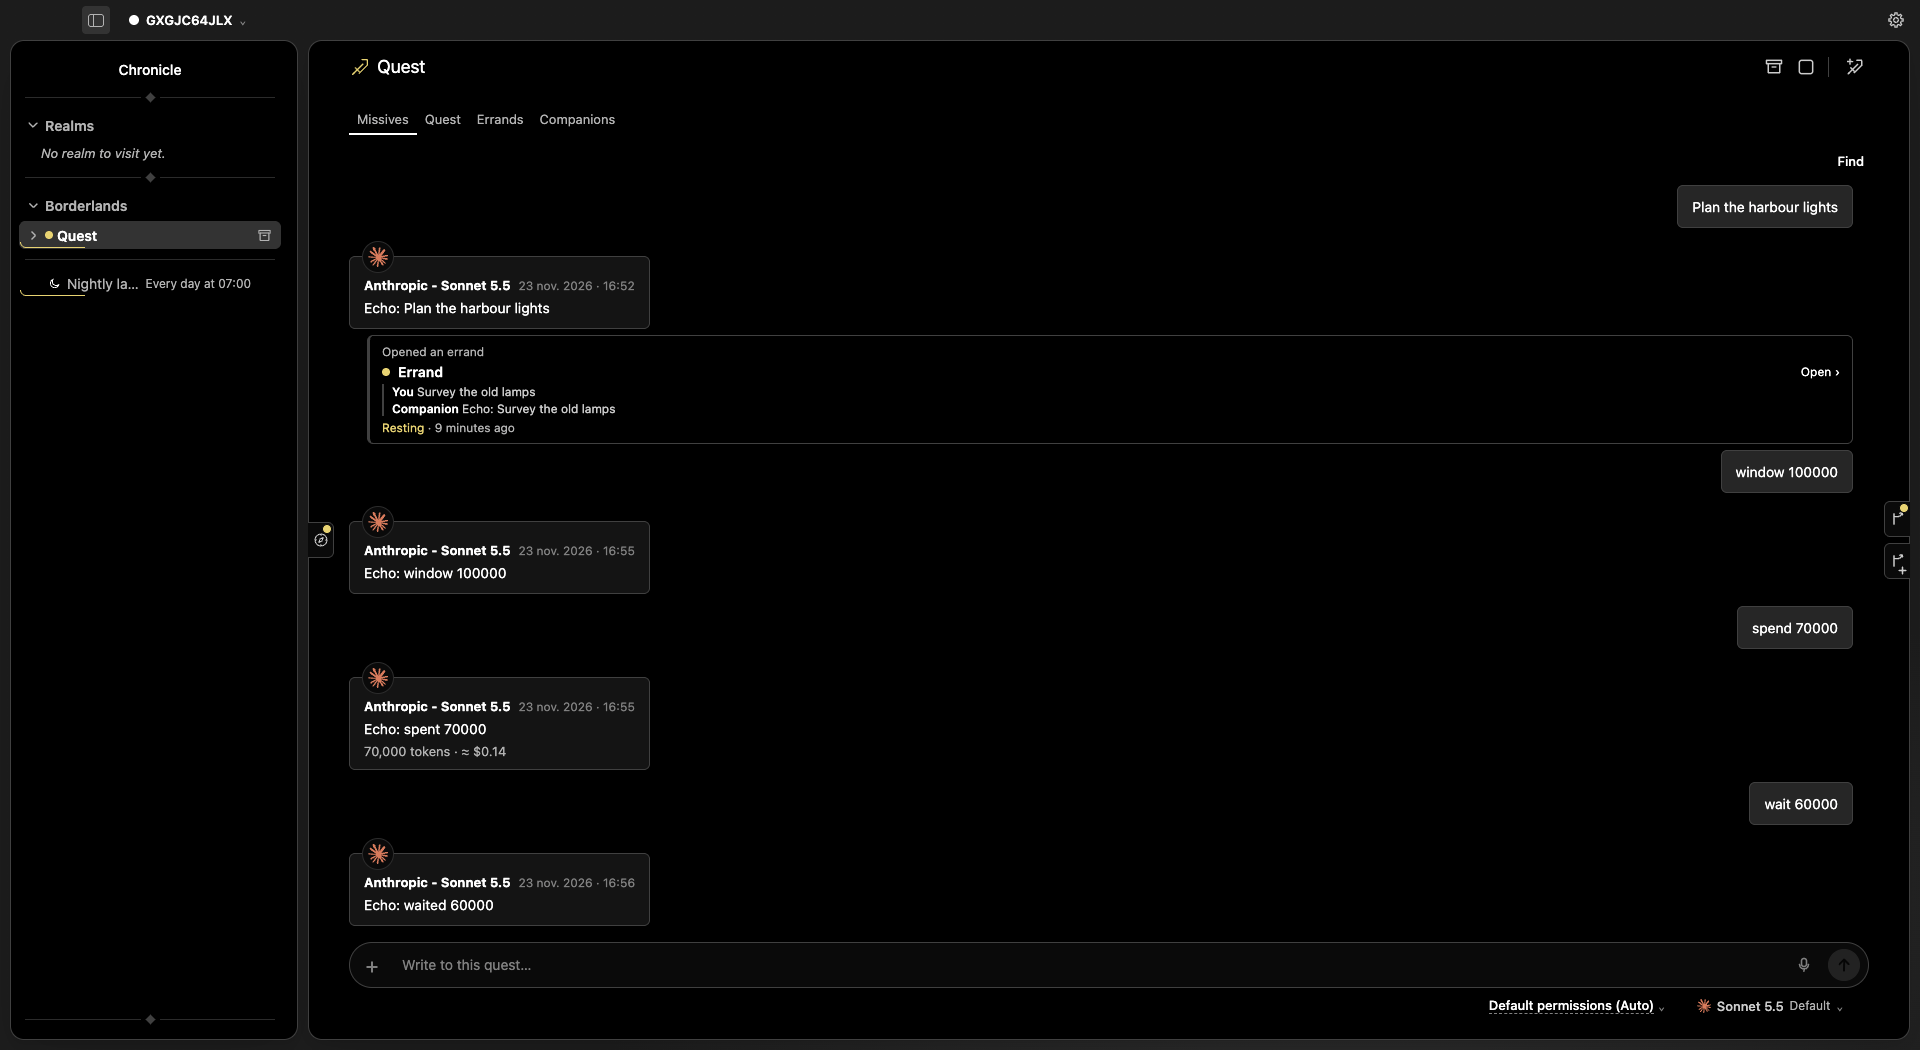 GXGJC64JLX
Chronicle
Realms
No realm to visit yet.
Borderlands
Quest
Nightly la... Every day at 07:00
Quest
Missives Quest Errands Companions
Find
Plan the harbour lights
Anthropic - Sonnet 5.5 23 nov. 2026 · 16:52
Echo: Plan the harbour lights
Opened an errand
Errand
Open ›
You Survey the old lamps
Companion Echo: Survey the old lamps
Resting · 9 minutes ago
window 100000
Anthropic - Sonnet 5.5 23 nov. 2026 · 16:55
Echo: window 100000
spend 70000
Anthropic - Sonnet 5.5 23 nov. 2026 · 16:55
Echo: spent 70000
70,000 tokens · ≈ $0.14
wait 60000
Anthropic - Sonnet 5.5 23 nov. 2026 · 16:56
Echo: waited 60000
Write to this quest...
Default permissions (Auto) Sonnet 5.5 Default